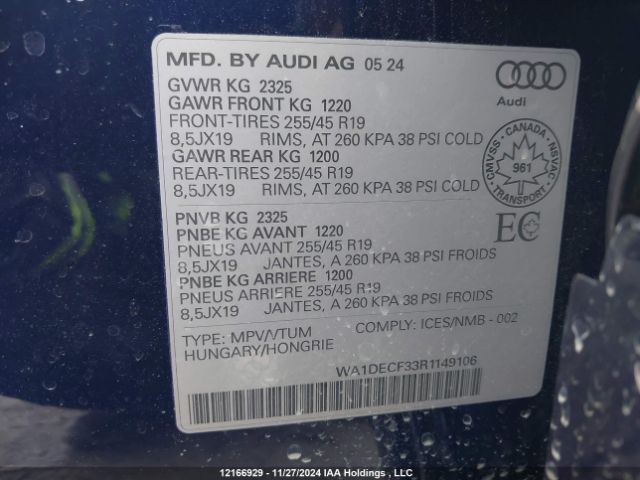 MFD. BY AUDI AG 05 24
GVWR KG 2325
GAWR FRONT KG 1220
FRONT-TIRES 255/45 R19
8,5JX19 RIMS, AT 260 KPA 38 PSI COLD
GAWR REAR KG 1200
REAR-TIRES 255/45 R19
8,5JX19 RIMS, AT 260 KPA 38 PSI COLD
Audi
CMVSS - CANADA - NSVAC
961
TRANSPORT
PNVB KG 2325
PNBE KG AVANT 1220
PNEUS AVANT 255/45 R19
8,5JX19 JANTES, A 260 KPA 38 PSI FROIDS
PNBE KG ARRIERE 1200
PNEUS ARRIERE 255/45 R19
8,5JX19 JANTES, A 260 KPA 38 PSI FROIDS
EC
TYPE: MPV/VTUM COMPLY: ICES/NMB - 002
HUNGARY/HONGRIE
WA1DECF33R1149106
12166929 - 11/27/2024 IAA Holdings , LLC